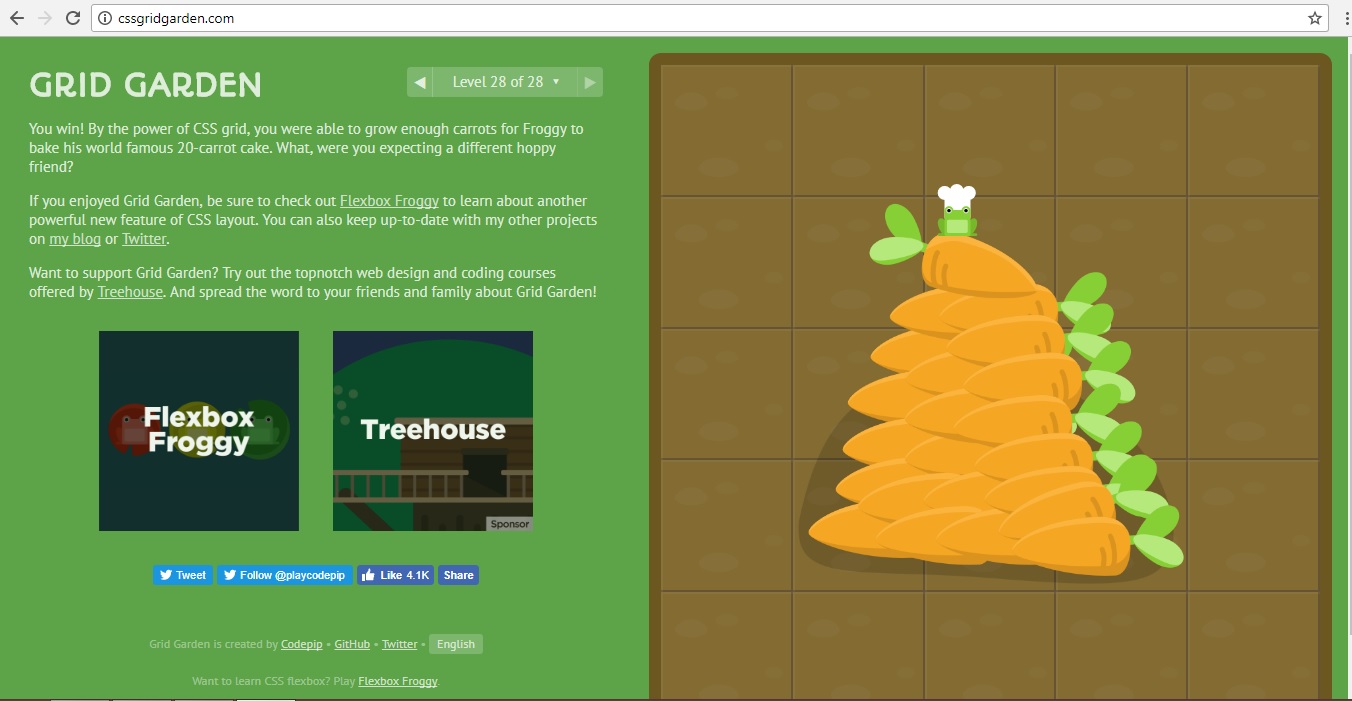 cssgridgarden.com
GRID GARDEN
Level 28 of 28
You win! By the power of CSS grid, you were able to grow enough carrots for Froggy to
bake his world famous 20-carrot cake. What, were you expecting a different hoppy
friend?
If you enjoyed Grid Garden, be sure to check out Flexbox Froggy to learn about another
powerful new feature of CSS layout. You can also keep up-to-date with my other projects
on my blog or Twitter.
Want to support Grid Garden? Try out the topnotch web design and coding courses
offered by Treehouse. And spread the word to your friends and family about Grid Garden!
Flexbox
Froggy
Treehouse
Sponsor
Tweet
Follow @playcodepip
Like 4.1K
Share
Grid Garden is created by Codepip • GitHub • Twitter • English
Want to learn CSS flexbox? Play Flexbox Froggy.